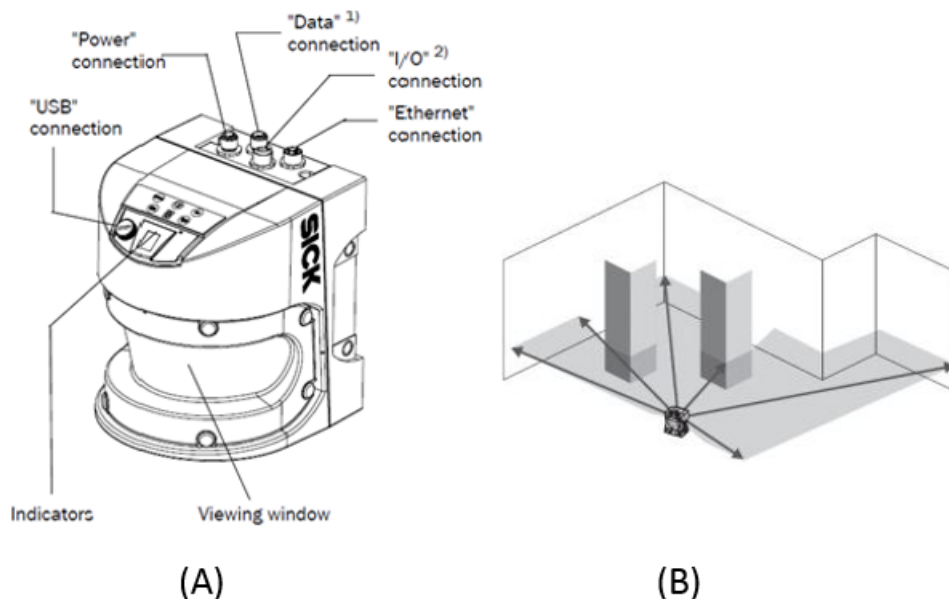 "Data" 1)
connection
"Power"
connection
"I/O" 2)
connection
"USB"
connection
"Ethernet"
connection
SICK
Indicators
Viewing window
(A)
(B)